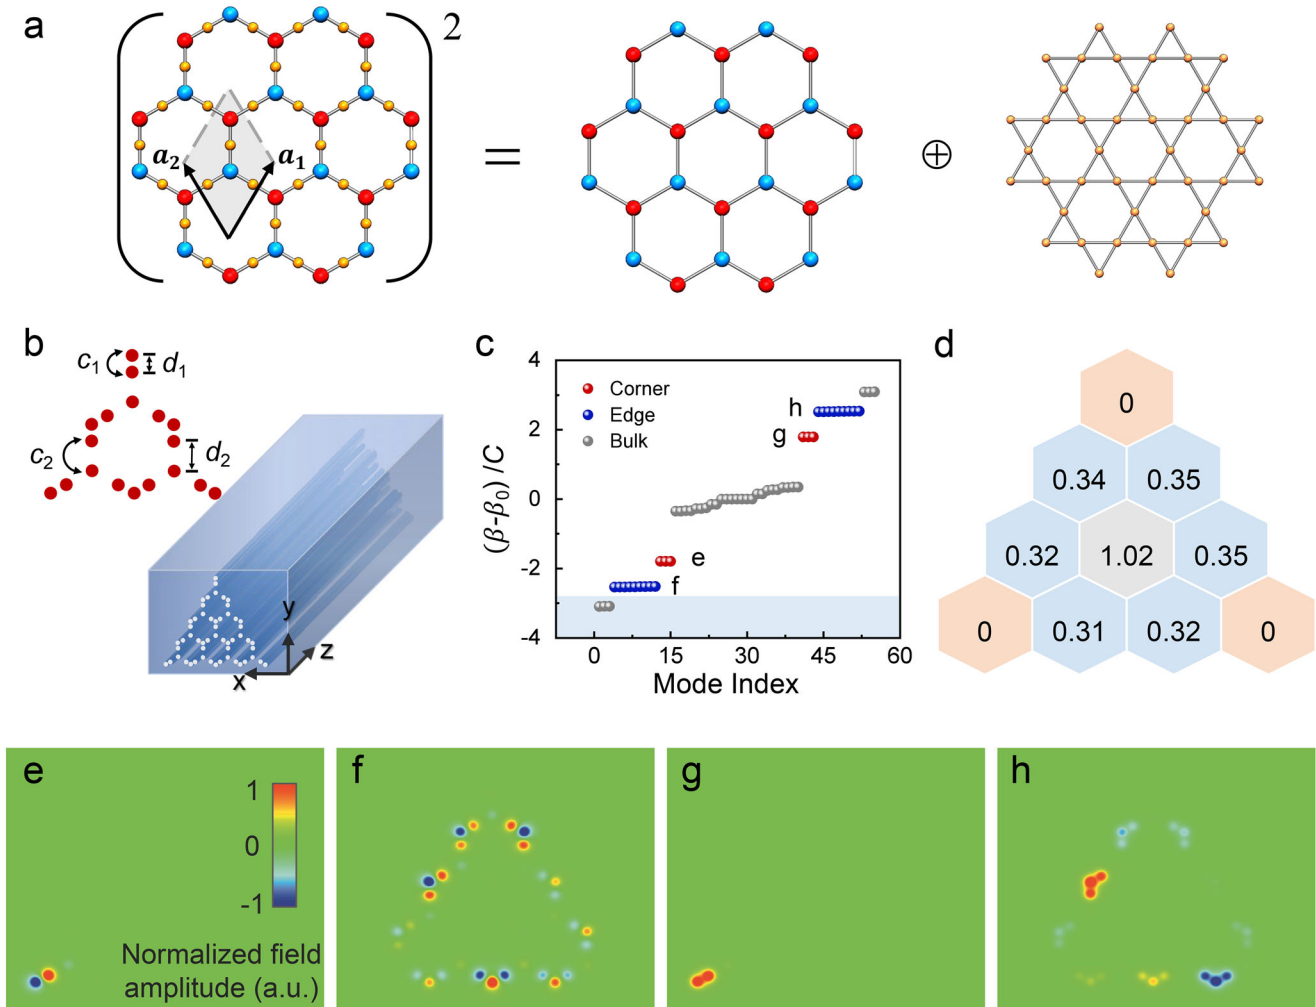 a
2
a₂
a₁
=
⊕
b
c₁
d₁
c₂
d₂
y
z
x
c
4
2
0
-2
-4
(β-β₀) /C
Corner
Edge
Bulk
h
g
e
f
0
15
30
45
60
Mode Index
d
0
0.34
0.35
0.32
1.02
0.35
0
0.31
0.32
0
e
1
0
-1
Normalized field
amplitude (a.u.)
f
g
h